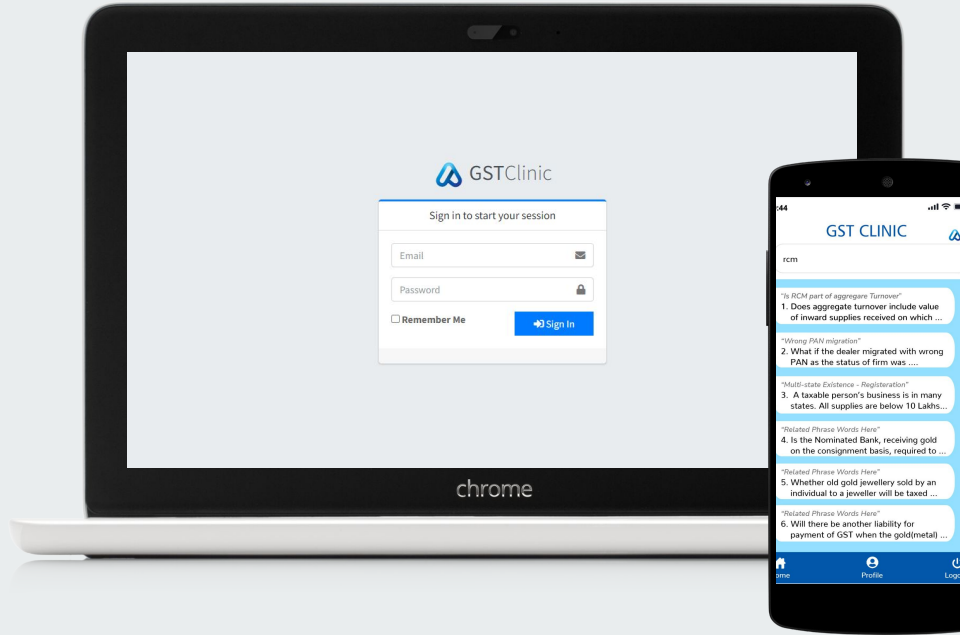 GSTClinic
Sign in to start your session
Email
Password
Remember Me
Sign In
chrome
:44
GST CLINIC
rcm
"Is RCM part of aggregare Turnover"
1. Does aggregate turnover include value
of inward supplies received on which ...
"Wrong PAN migration"
2. What if the dealer migrated with wrong
PAN as the status of firm was ....
"Multi-state Existence - Registeration"
3. A taxable person's business is in many
states. All supplies are below 10 Lakhs...
"Related Phrase Words Here"
4. Is the Nominated Bank, receiving gold
on the consignment basis, required to ...
"Related Phrase Words Here"
5. Whether old gold jewellery sold by an
individual to a jeweller will be taxed ...
"Related Phrase Words Here"
6. Will there be another liability for
payment of GST when the gold(metal) ...
ome
Profile
Logo